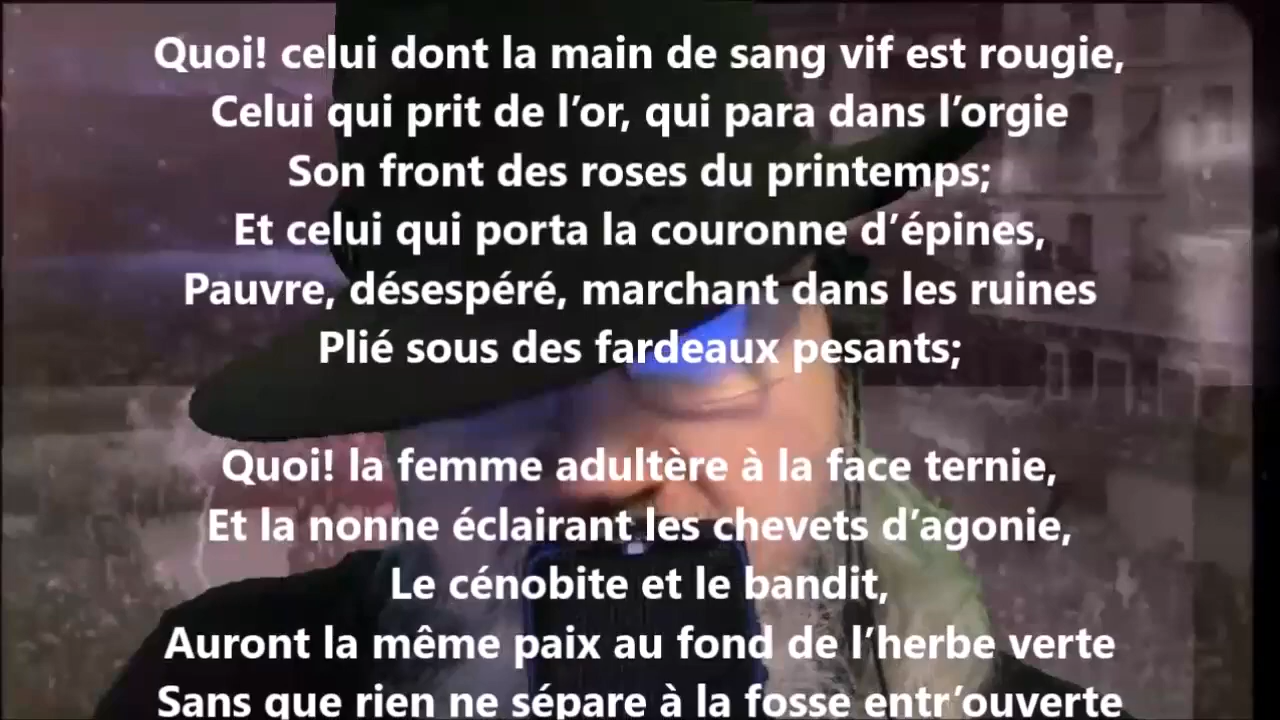 Quoi! celui dont la main de sang vif est rougie,
Celui qui prit de l’or, qui para dans l’orgie
Son front des roses du printemps;
Et celui qui porta la couronne d’épines,
Pauvre, désespéré, marchant dans les ruines
Plié sous des fardeaux pesants;
Quoi! la femme adultère à la face ternie,
Et la nonne éclairant les chevets d’agonie,
Le cénobite et le bandit,
Auront la même paix au fond de l’herbe verte
Sans que rien ne sépare à la fosse entr’ouverte